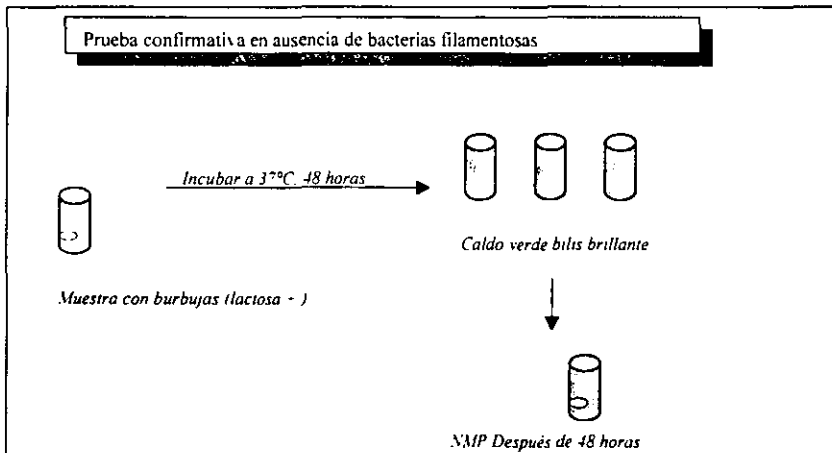 Prueba confirmativa en ausencia de bacterias filamentosas
Incubar a 37°C. 48 horas
Caldo verde bilis brillante
Muestra con burbujas (lactosa + )
NMP Después de 48 horas